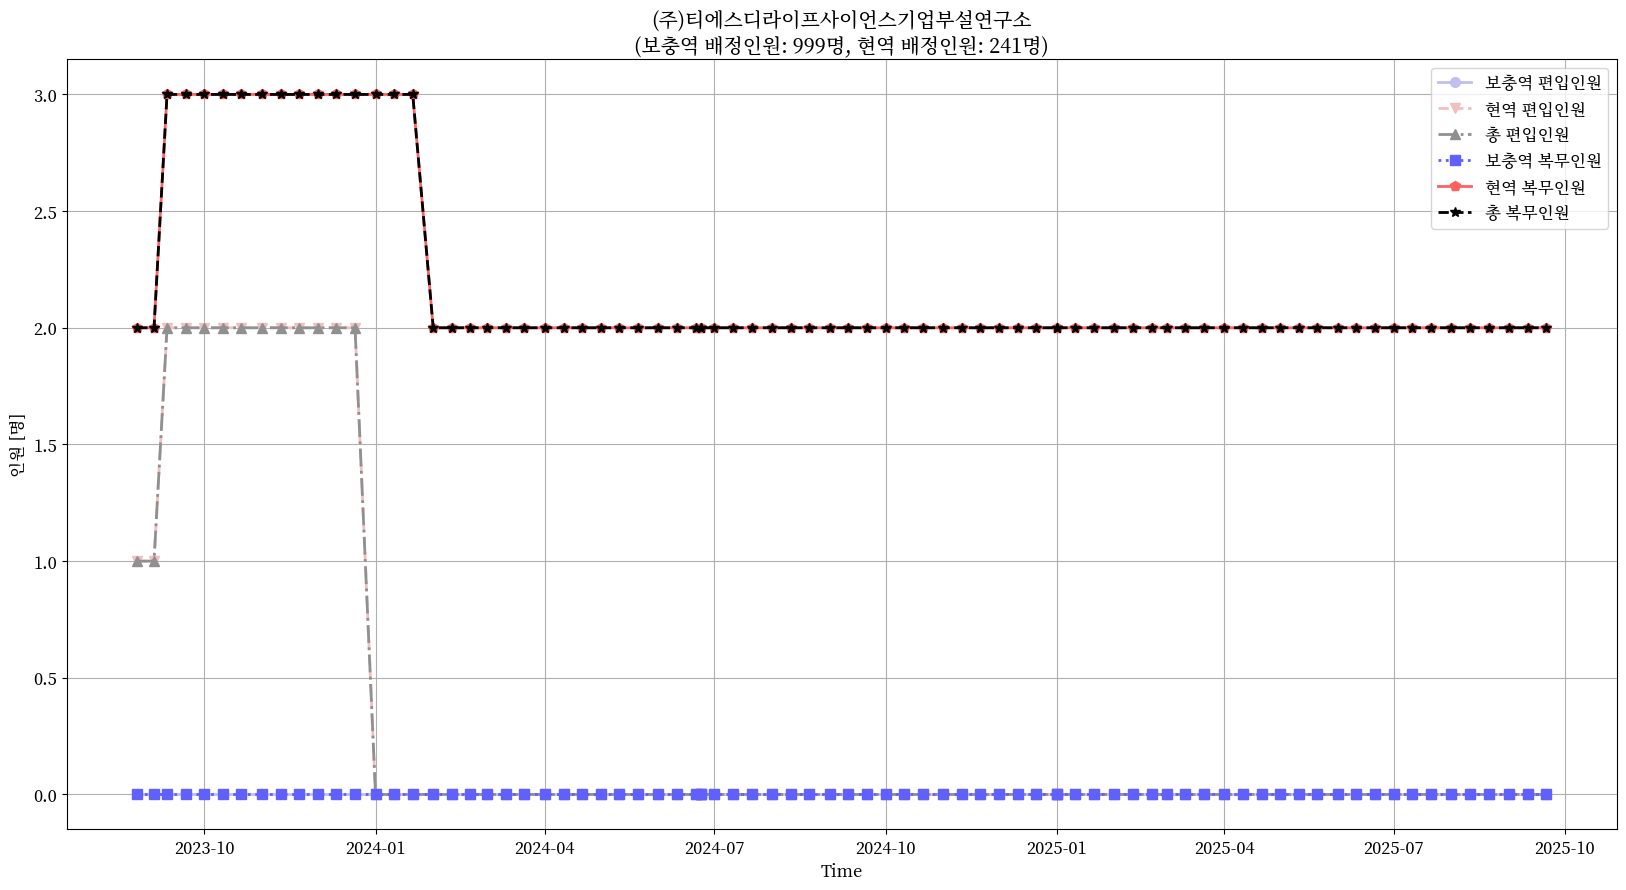 (주)티에스디라이프사이언스기업부설연구소
(보충역 배정인원: 999명, 현역 배정인원: 241명)
보충역 편입인원
현역 편입인원
총 편입인원
보충역 복무인원
현역 복무인원
총 복무인원
3.0
2.5
2.0
1.5
1.0
0.5
0.0
인원 [명]
2023-10
2024-01
2024-04
2024-07
2024-10
2025-01
2025-04
2025-07
2025-10
Time